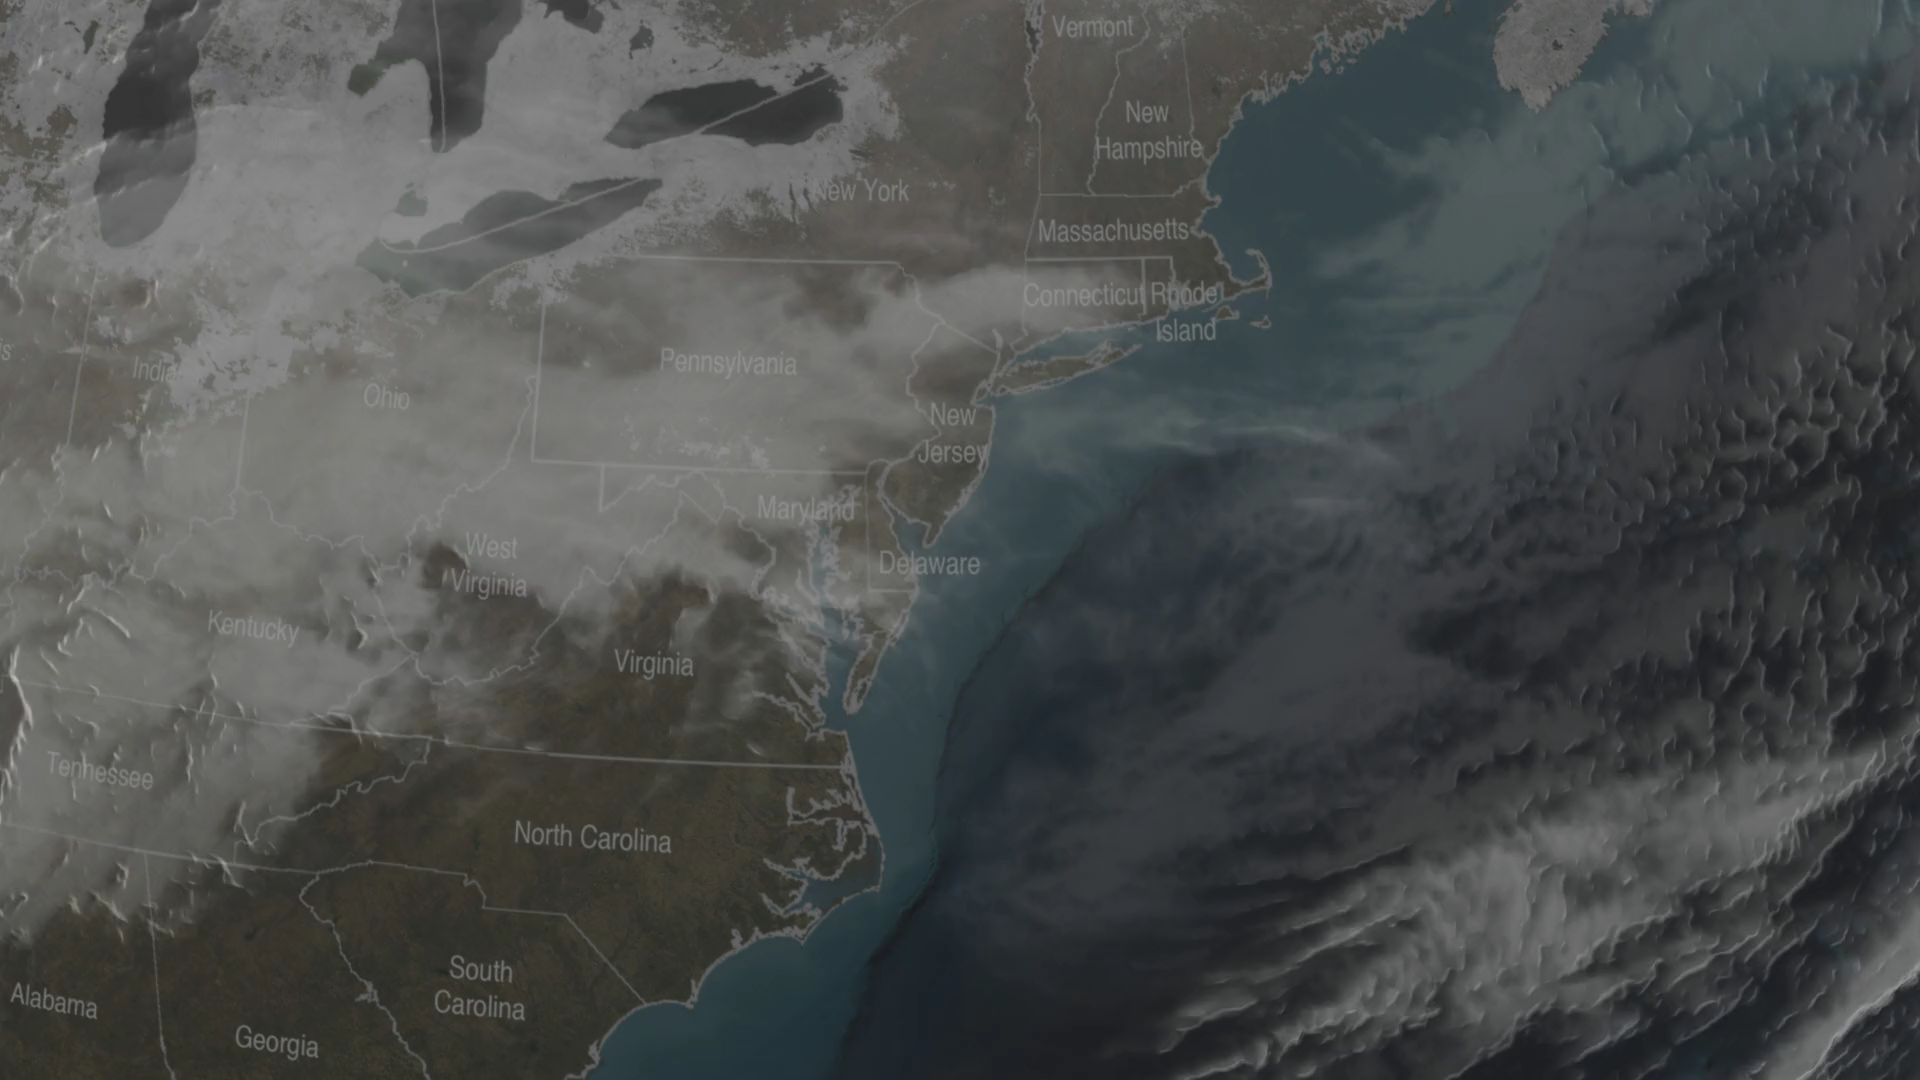 Vermont
New
Hampshire
New York
Massachusetts
Connecticut Rhode
Island
Pennsylvania
Ohio
New
Jersey
Maryland
West
Virginia
Delaware
Kentucky
Virginia
Tennessee
North Carolina
South
Carolina
Alabama
Georgia